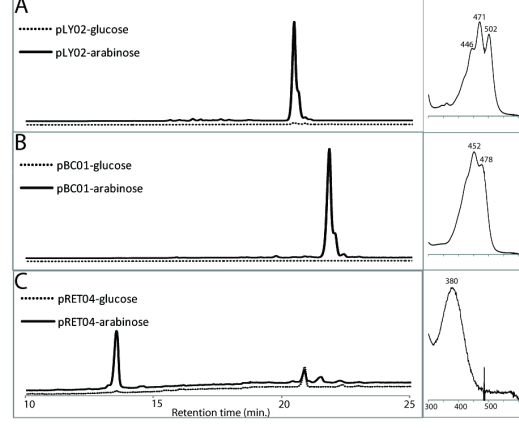 A
pLY02-glucose
pLY02-arabinose
446
471
502
B
pBC01-glucose
pBC01-arabinose
452
478
C
pRET04-glucose
pRET04-arabinose
380
10 15 20 25
Retention time (min.)
300 400 500